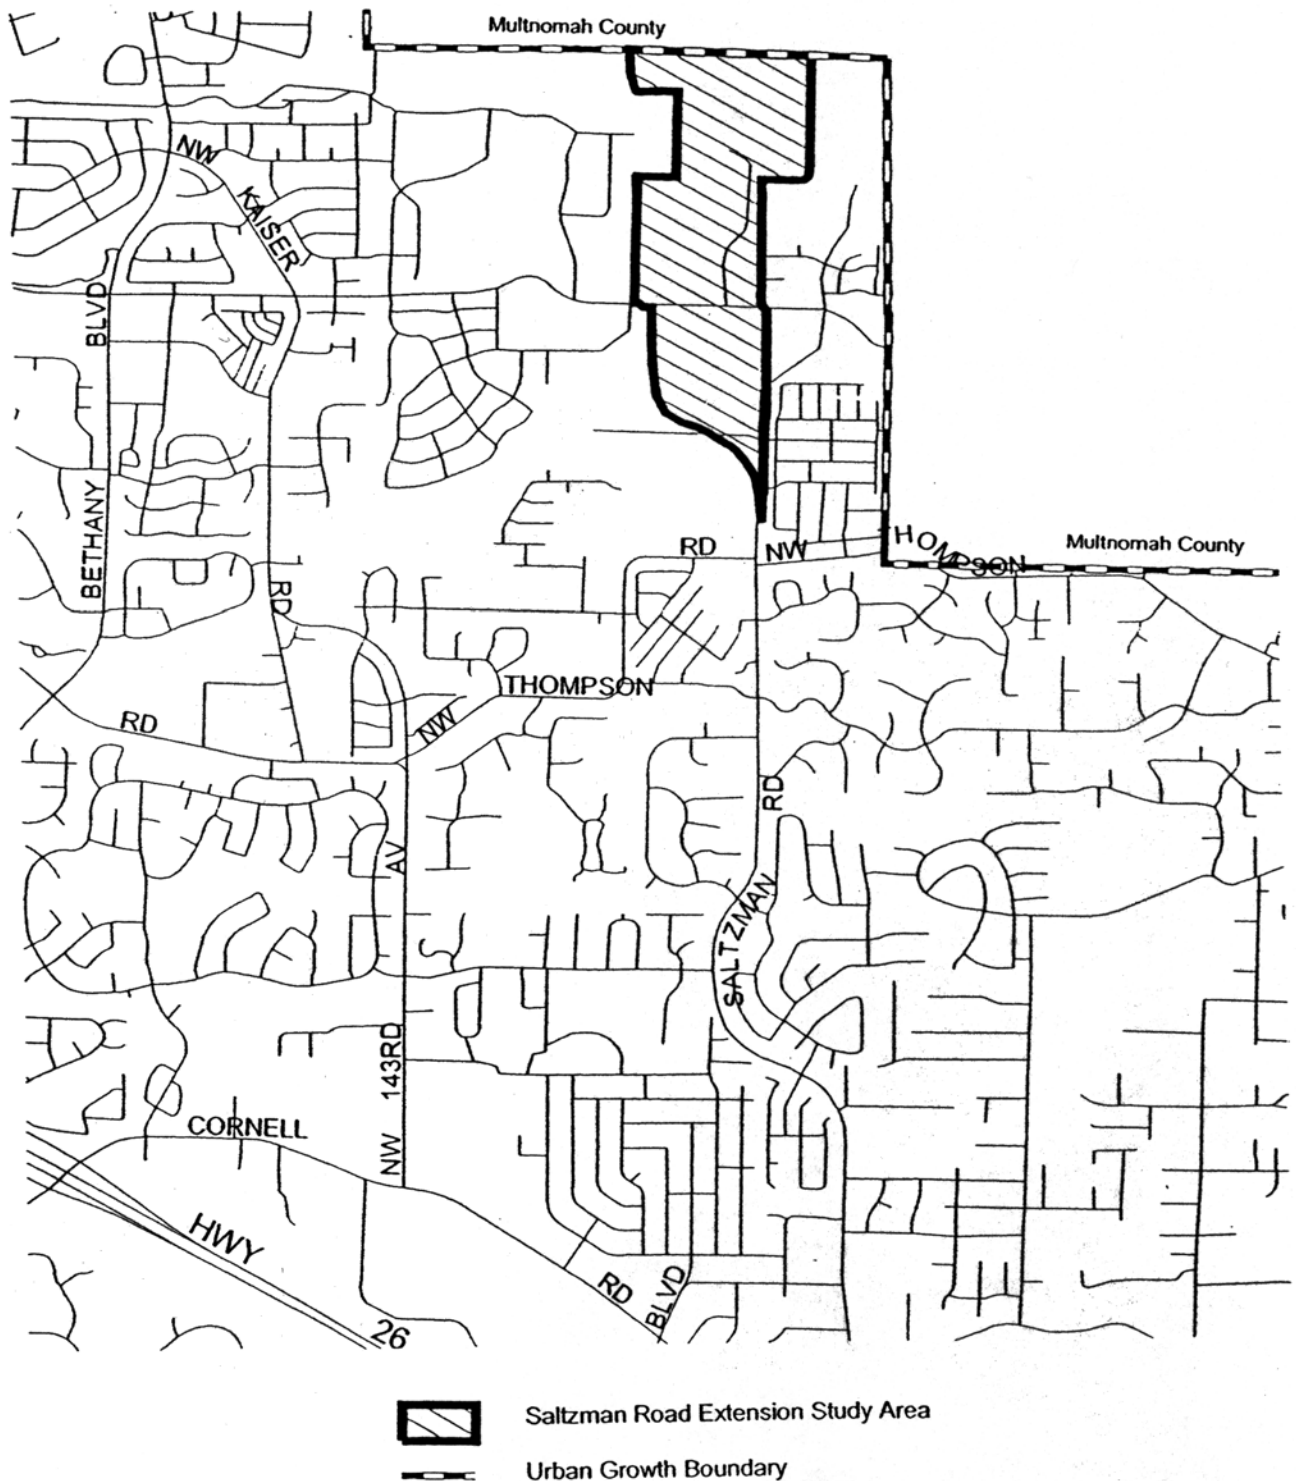 Multnomah County
NW
KAISER
BLVD
BETHANY
RD
RD
NW
HOMPSON
Multnomah County
THOMPSON
RD
NW
RD
AV
SALTZMAN
143RD
CORNELL
NW
HWY
RD
BLVD
26
Saltzman Road Extension Study Area
Urban Growth Boundary